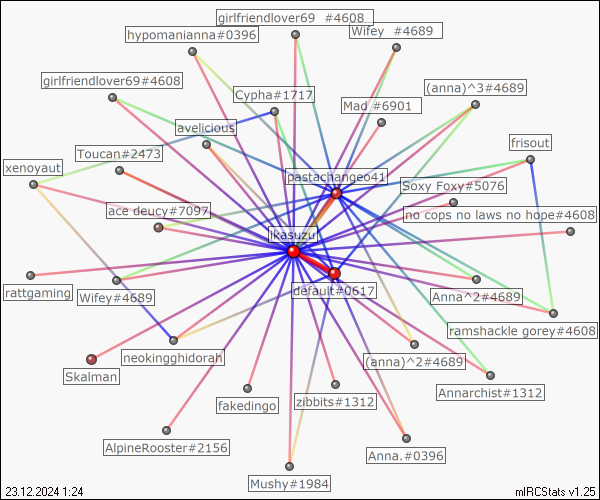 girlfriendlover69 #4608
hypomanianna#0396
Wifey #4689
girlfriendlover69#4608
Cypha#1717
(anna)^3#4689
Mad #6901
avelicious
frisout
Toucan#2473
xenoyaut
pastachange041
Soxy Foxy#5076
ace deucy#7097
no cops no laws no hope#4608
ikasuzu
rattgaming
Wifey#4689
default#0617
Anna^2#4689
ramshackle gorey#4608
neokingghidorah
(anna)^2#4689
Skalman
Annarchist#1312
fakedingo
zibbits#1312
AlpineRooster#2156
Anna.#0396
Mushy#1984
23.12.2024 1:24
mIRCStats v1.25